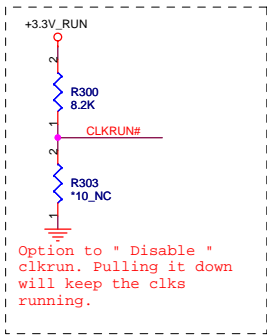 +3.3V_RUN
2
R300
8.2K
1
CLKRUN#
2
R303
*10_NC
1
Option to " Disable "
clkrun. Pulling it down
will keep the clks
running.